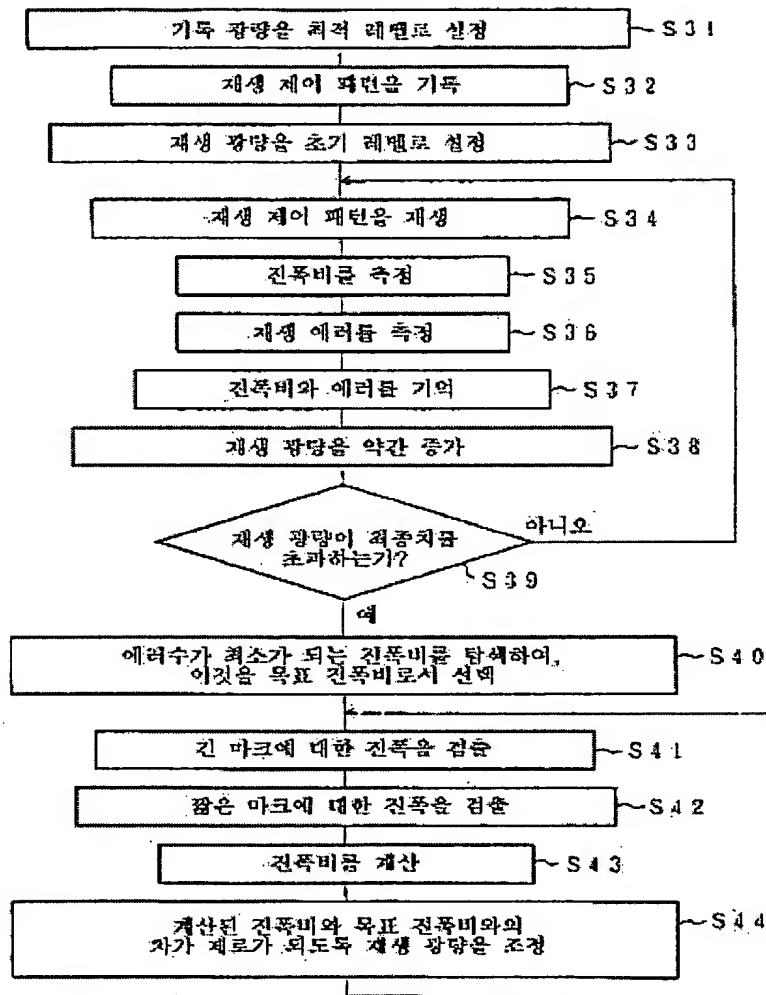 기록 광량을 최적 레벨로 설정 S31
재생 제어 패턴을 기록 S32
재생 광량을 초기 레벨로 설정 S33
재생 제어 패턴을 재생 S34
진폭비를 측정 S35
재생 에러를 측정 S36
진폭비와 에러를 기억 S37
재생 광량을 약간 증가 S38
아니오
재생 광량이 최종치를
초과하는가?
S39
예
에러수가 최소가 되는 진폭비를 탐색하여, S40
이것을 목표 진폭비로서 선택
긴 마크에 대한 진폭을 검출 S41
짧은 마크에 대한 진폭을 검출 S42
진폭비를 계산 S43
계산된 진폭비와 목표 진폭비와의 S44
차가 제로가 되도록 재생 광량을 조정